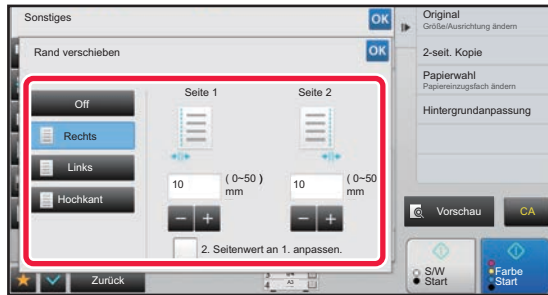 Sonstiges
OK
Rand verschieben
OK
Off
Rechts
Links
Hochkant
Seite 1
Seite 2
10
( 0~50 )
mm
10
( 0~50
mm
2. Seitenwert an 1. anpassen.
Zurück
Original
Größe/Ausrichtung ändern
2-seit. Kopie
Papierwahl
Papiereinzugsfach ändern
Hintergrundanpassung
Vorschau
CA
S/W
Start
Farbe
Start